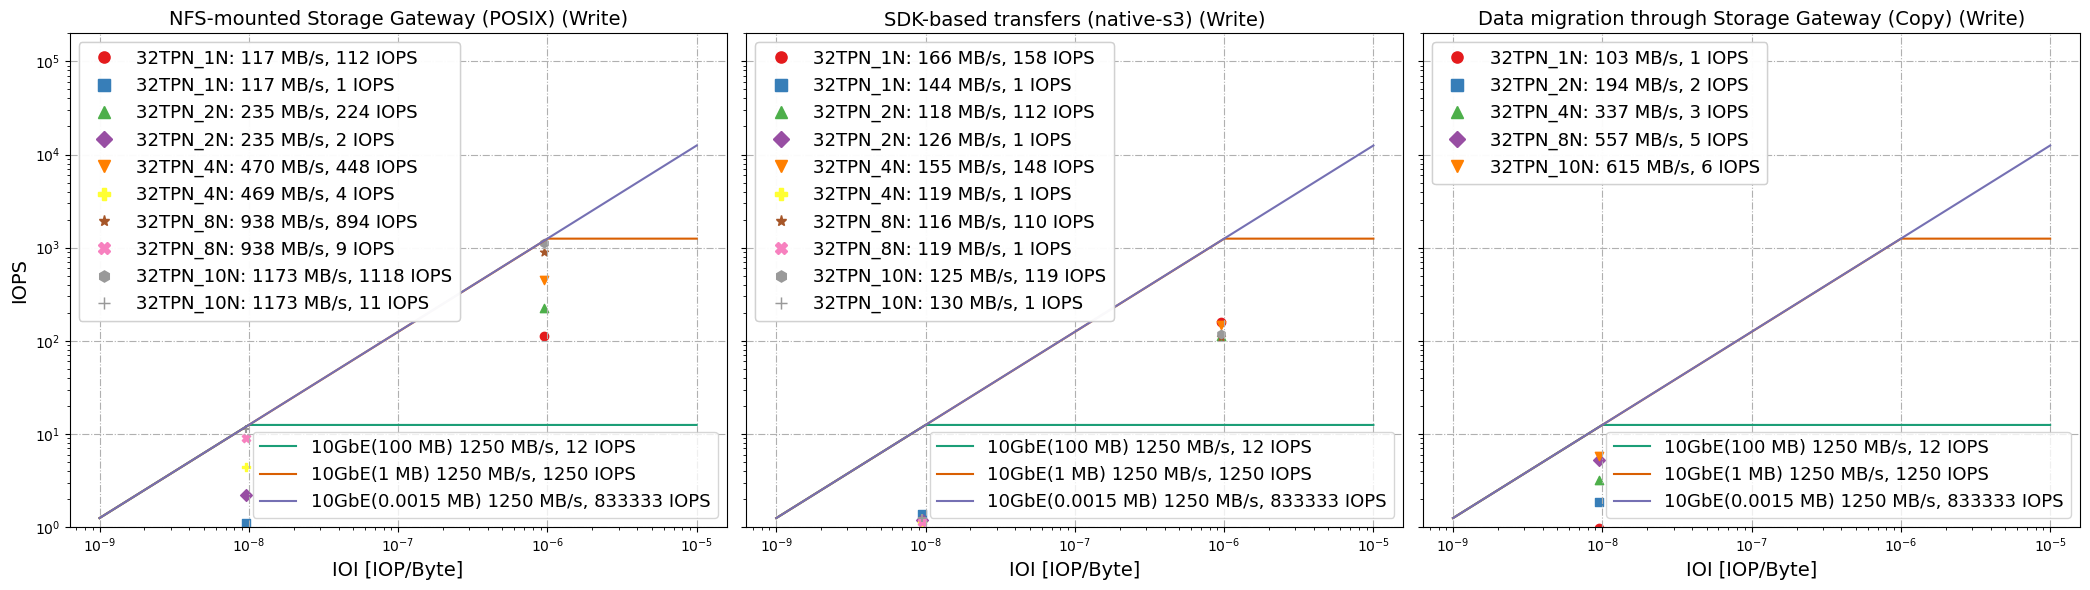 NFS-mounted Storage Gateway (POSIX) (Write)
IOPS
10^5
10^4
10^3
10^2
10^1
10^0
32TPN_1N: 117 MB/s, 112 IOPS
32TPN_1N: 117 MB/s, 1 IOPS
32TPN_2N: 235 MB/s, 224 IOPS
32TPN_2N: 235 MB/s, 2 IOPS
32TPN_4N: 470 MB/s, 448 IOPS
32TPN_4N: 469 MB/s, 4 IOPS
32TPN_8N: 938 MB/s, 894 IOPS
32TPN_8N: 938 MB/s, 9 IOPS
32TPN_10N: 1173 MB/s, 1118 IOPS
32TPN_10N: 1173 MB/s, 11 IOPS
10GbE(100 MB) 1250 MB/s, 12 IOPS
10GbE(1 MB) 1250 MB/s, 1250 IOPS
10GbE(0.0015 MB) 1250 MB/s, 833333 IOPS
10^-9 10^-8 10^-7 10^-6 10^-5
IOI [IOP/Byte]
SDK-based transfers (native-s3) (Write)
32TPN_1N: 166 MB/s, 158 IOPS
32TPN_1N: 144 MB/s, 1 IOPS
32TPN_2N: 118 MB/s, 112 IOPS
32TPN_2N: 126 MB/s, 1 IOPS
32TPN_4N: 155 MB/s, 148 IOPS
32TPN_4N: 119 MB/s, 1 IOPS
32TPN_8N: 116 MB/s, 110 IOPS
32TPN_8N: 119 MB/s, 1 IOPS
32TPN_10N: 125 MB/s, 119 IOPS
32TPN_10N: 130 MB/s, 1 IOPS
10GbE(100 MB) 1250 MB/s, 12 IOPS
10GbE(1 MB) 1250 MB/s, 1250 IOPS
10GbE(0.0015 MB) 1250 MB/s, 833333 IOPS
10^-9 10^-8 10^-7 10^-6 10^-5
IOI [IOP/Byte]
Data migration through Storage Gateway (Copy) (Write)
32TPN_1N: 103 MB/s, 1 IOPS
32TPN_2N: 194 MB/s, 2 IOPS
32TPN_4N: 337 MB/s, 3 IOPS
32TPN_8N: 557 MB/s, 5 IOPS
32TPN_10N: 615 MB/s, 6 IOPS
10GbE(100 MB) 1250 MB/s, 12 IOPS
10GbE(1 MB) 1250 MB/s, 1250 IOPS
10GbE(0.0015 MB) 1250 MB/s, 833333 IOPS
10^-9 10^-8 10^-7 10^-6 10^-5
IOI [IOP/Byte]